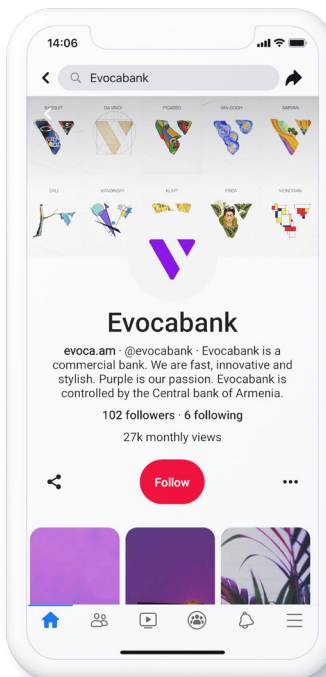 14:06
Evocabank
BASQUIAT DA VINCI PICASSO VAN GOGH SARYAN
DALI KANDINSKY KLIMT FRIDA MONDRIAN
Evocabank
evoca.am · @evocabank · Evocabank is a
commercial bank. We are fast, innovative and
stylish. Purple is our passion. Evocabank is
controlled by the Central bank of Armenia.
102 followers · 6 following
27k monthly views
Follow